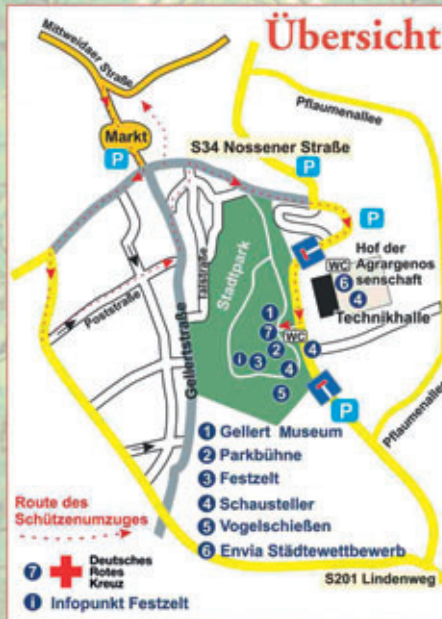 Übersicht
Mittweidaer Straße
Pflaumenallee
Markt
P
S34 Nossener Straße
P
P
Hof der
Agrargenos
senschaft
WC
6
4
Technikhalle
Stadtpark
Poststraße
Gellertstraße
1
7
WC
2
4
i
3
4
5
P
Pflaumenallee
1 Gellert Museum
2 Parkbühne
3 Festzelt
4 Schausteller
5 Vogelschießen
6 Envia Städtewettbewerb
Route des
Schützenumzuges
7 Deutsches
Rotes
Kreuz
i Infopunkt Festzelt
S201 Lindenweg